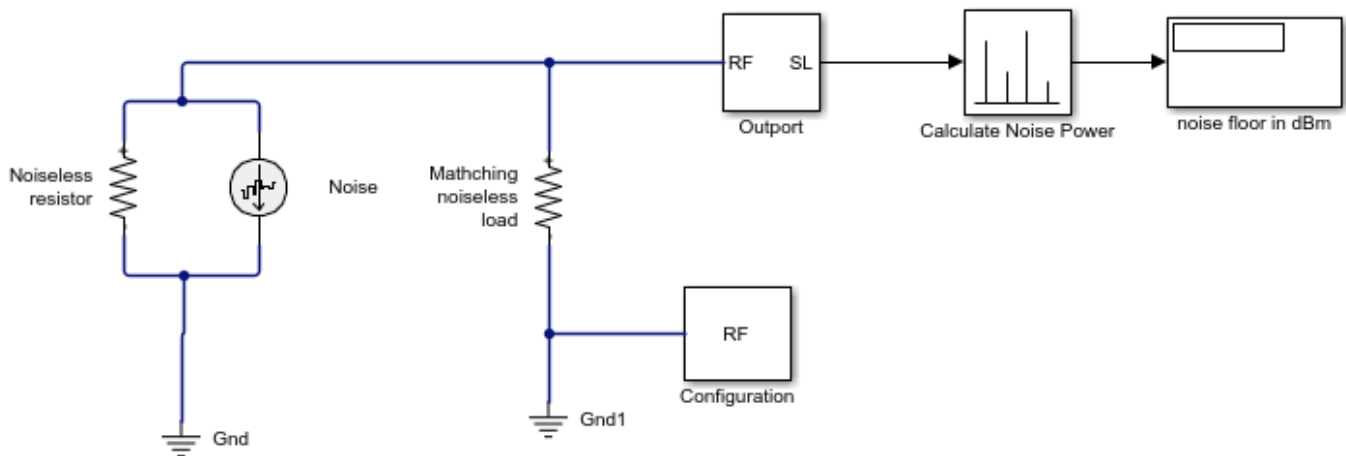 RF SL
Outport
Calculate Noise Power
noise floor in dBm
Noiseless
resistor
Noise
Mathching
noiseless
load
RF
Configuration
Gnd
Gnd1